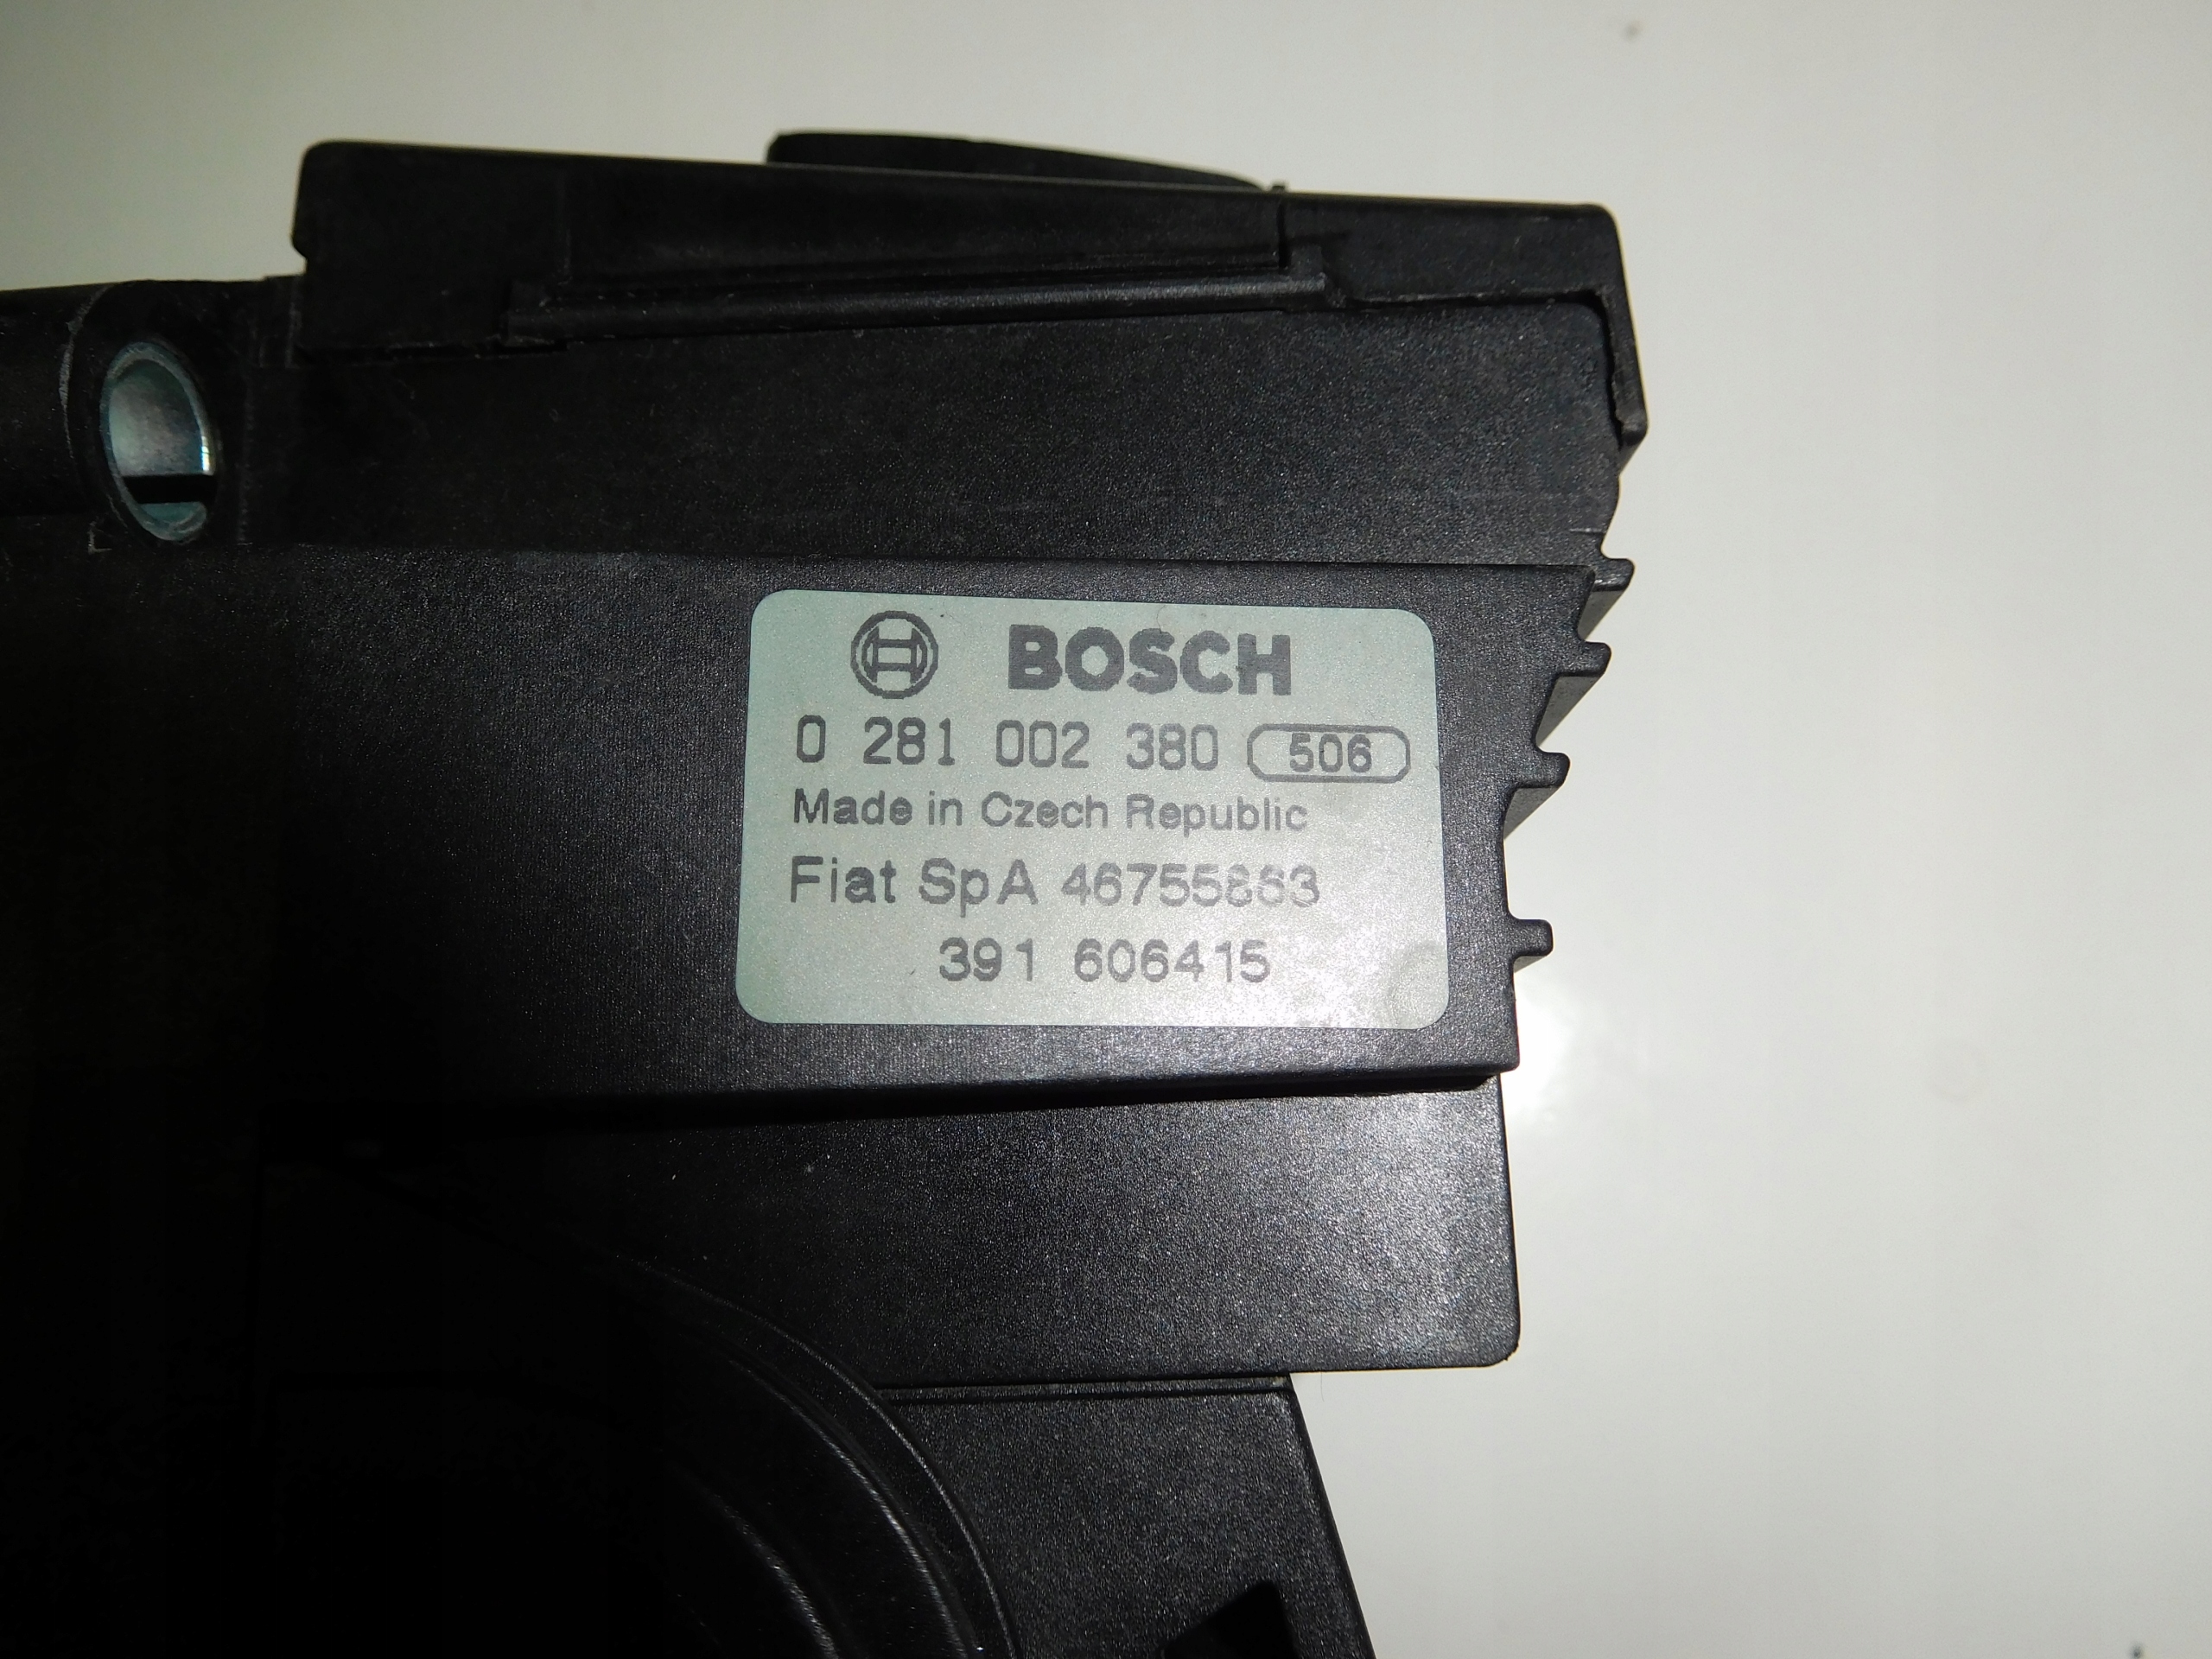 BOSCH
0 281 002 380 506
Made in Czech Republic
Fiat SpA 46755863
391 606415